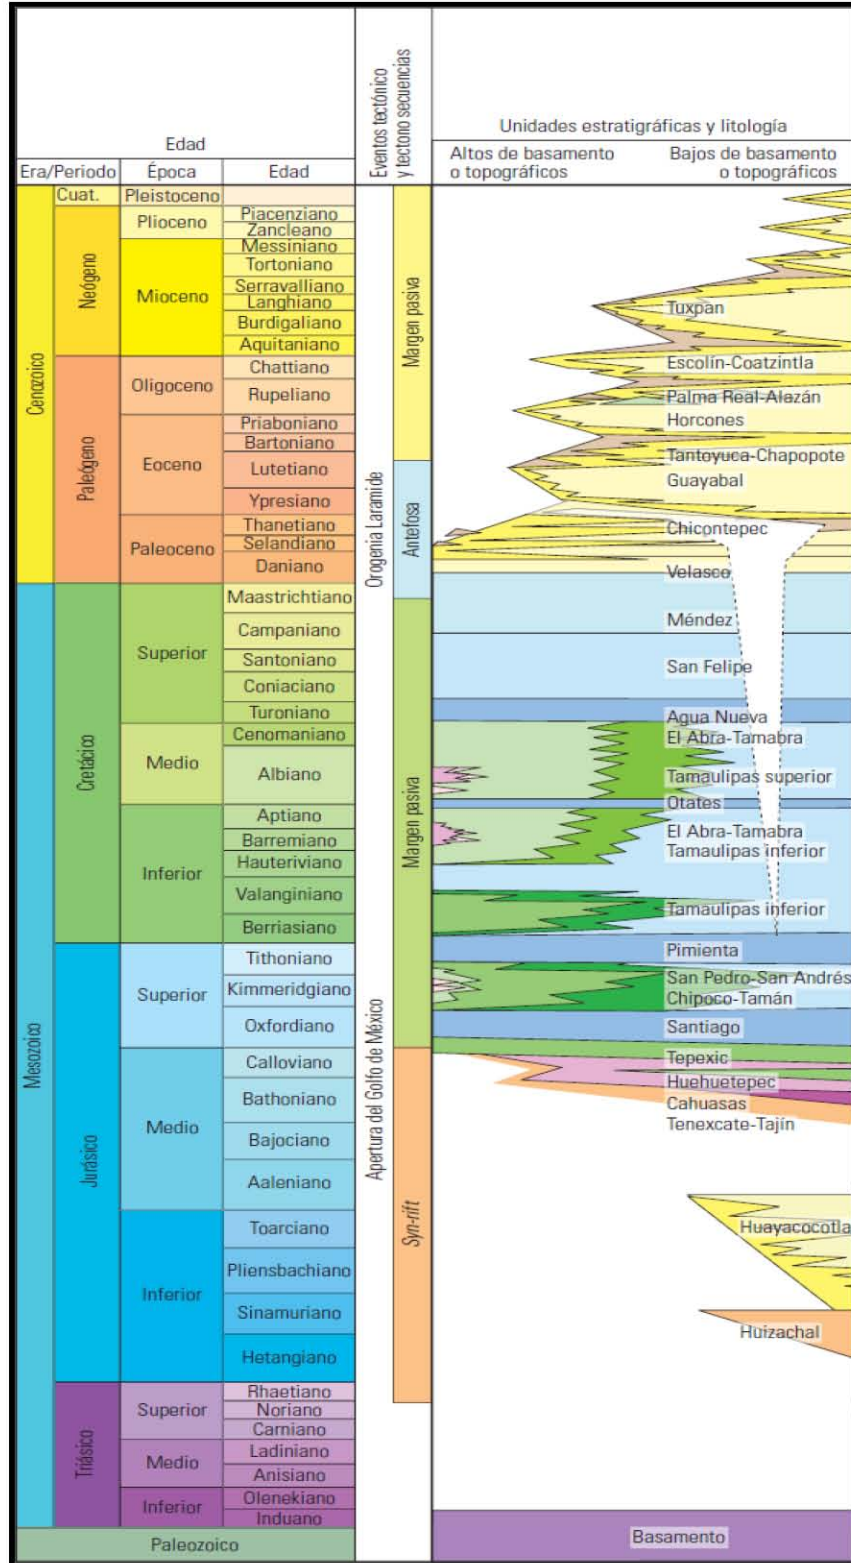 Edad
Era/Periodo
Época
Edad
Eventos tectónico
y tectono secuencias
Unidades estratigráficas y litología
Altos de basamento
o topográficos
Bajos de basamento
o topográficos
Cenozoico
Mesozoico
Paleozoico
Cuat.
Neógeno
Paleógeno
Cretácico
Jurásico
Triásico
Pleistoceno
Plioceno
Mioceno
Oligoceno
Eoceno
Paleoceno
Superior
Medio
Inferior
Superior
Medio
Inferior
Superior
Medio
Inferior
Piacenziano
Zancleano
Messiniano
Tortoniano
Serravalliano
Langhiano
Burdigaliano
Aquitaniano
Chattiano
Rupeliano
Priaboniano
Bartoniano
Lutetiano
Ypresiano
Thanetiano
Selandiano
Daniano
Maastrichtiano
Campaniano
Santoniano
Coniaciano
Turoniano
Cenomaniano
Albiano
Aptiano
Barremiano
Hauteriviano
Valanginiano
Berriasiano
Tithoniano
Kimmeridgiano
Oxfordiano
Calloviano
Bathoniano
Bajociano
Aaleniano
Toarciano
Pliensbachiano
Sinamuriano
Hetangiano
Rhaetiano
Noriano
Carniano
Ladiniano
Anisiano
Olenekiano
Induano
Orogenia Laramide
Apertura del Golfo de México
Margen pasiva
Antefosa
Margen pasiva
Syn-rift
Tuxpan
Escolín-Coatzintla
Palma Real-Alazán
Horcones
Tantoyuca-Chapopote
Guayabal
Chicontepec
Velasco
Méndez
San Felipe
Agua Nueva
El Abra-Tamabra
Tamaulipas superior
Otates
El Abra-Tamabra
Tamaulipas inferior
Tamaulipas inferior
Pimienta
San Pedro-San Andrés
Chipoco-Tamán
Santiago
Tepexic
Huehuetepec
Cahuasas
Tenexcate-Tajín
Huayacocotla
Huizachal
Basamento